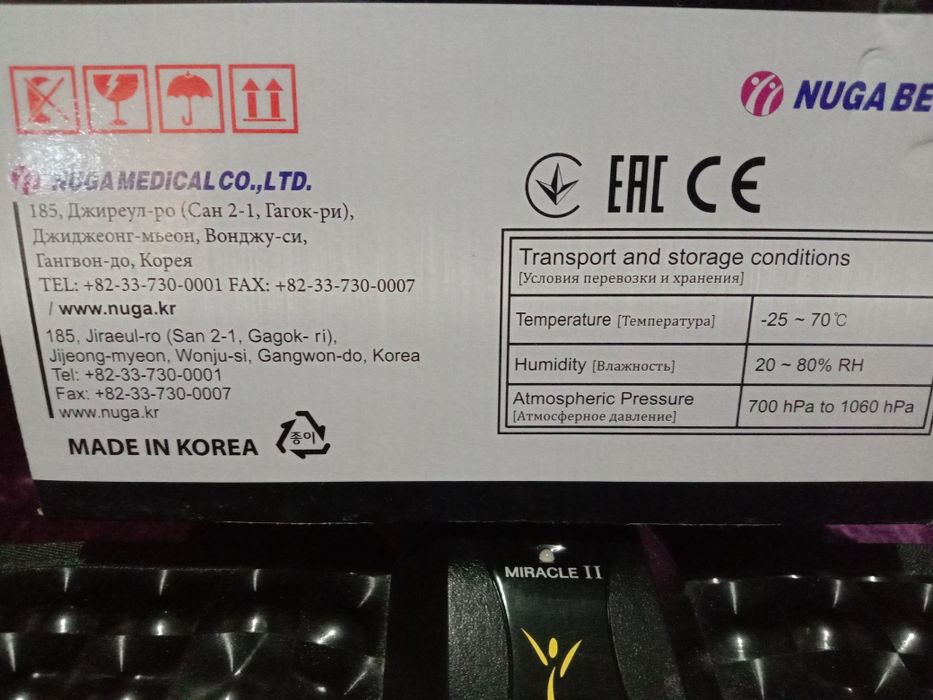 NUGA BE
NUGA MEDICAL CO.,LTD.
185, Джиреул-ро (Сан 2-1, Гагок-ри),
Джиджеонг-мьеон, Вонджу-си,
Гангвон-до, Корея
TEL: +82-33-730-0001 FAX: +82-33-730-0007
/ www.nuga.kr
185, Jiraeul-ro (San 2-1, Gagok- ri),
Jijeong-myeon, Wonju-si, Gangwon-do, Korea
Tel: +82-33-730-0001
Fax: +82-33-730-0007
www.nuga.kr
MADE IN KOREA
종이
EAC CE
Transport and storage conditions
[Условия перевозки и хранения]
Temperature [Температура] -25 ~ 70℃
Humidity [Влажность] 20 ~ 80% RH
Atmospheric Pressure
[Атмосферное давление] 700 hPa to 1060 hPa
MIRACLE II